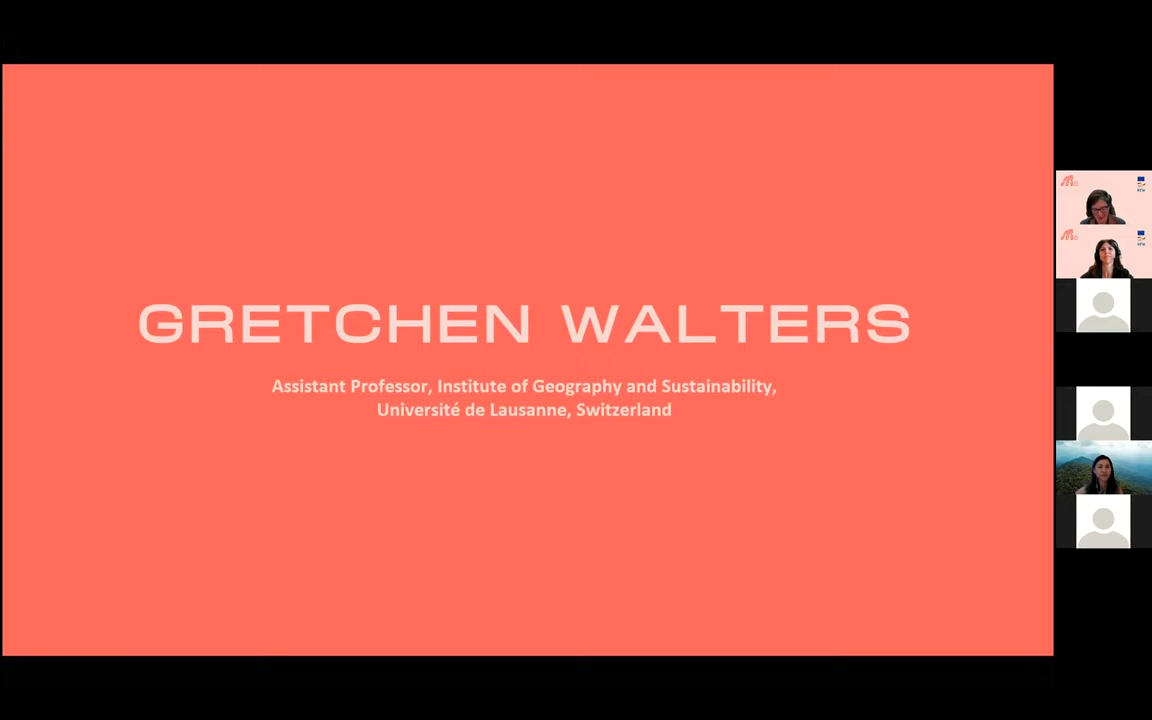 GRETCHEN WALTERS
Assistant Professor, Institute of Geography and Sustainability,
Université de Lausanne, Switzerland